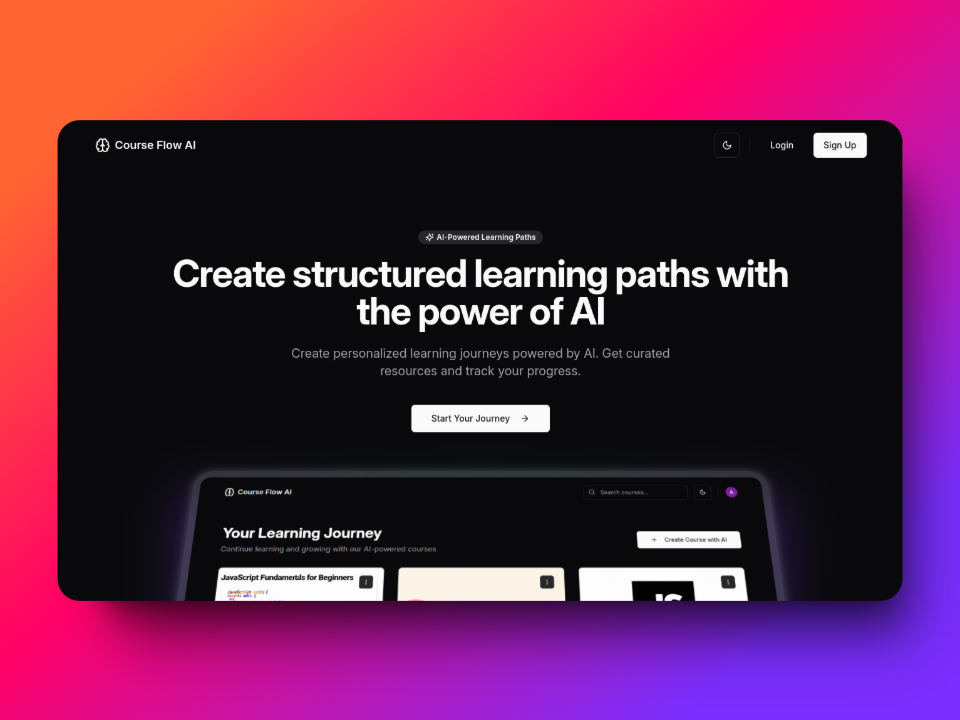 Course Flow AI
Login
Sign Up
AI-Powered Learning Paths
Create structured learning paths with
the power of AI
Create personalized learning journeys powered by AI. Get curated
resources and track your progress.
Start Your Journey
Course Flow AI
Search courses...
A
Your Learning Journey
Continue learning and growing with our AI-powered courses
Create Course with AI
JavaScript Fundamentals for Beginners
JS